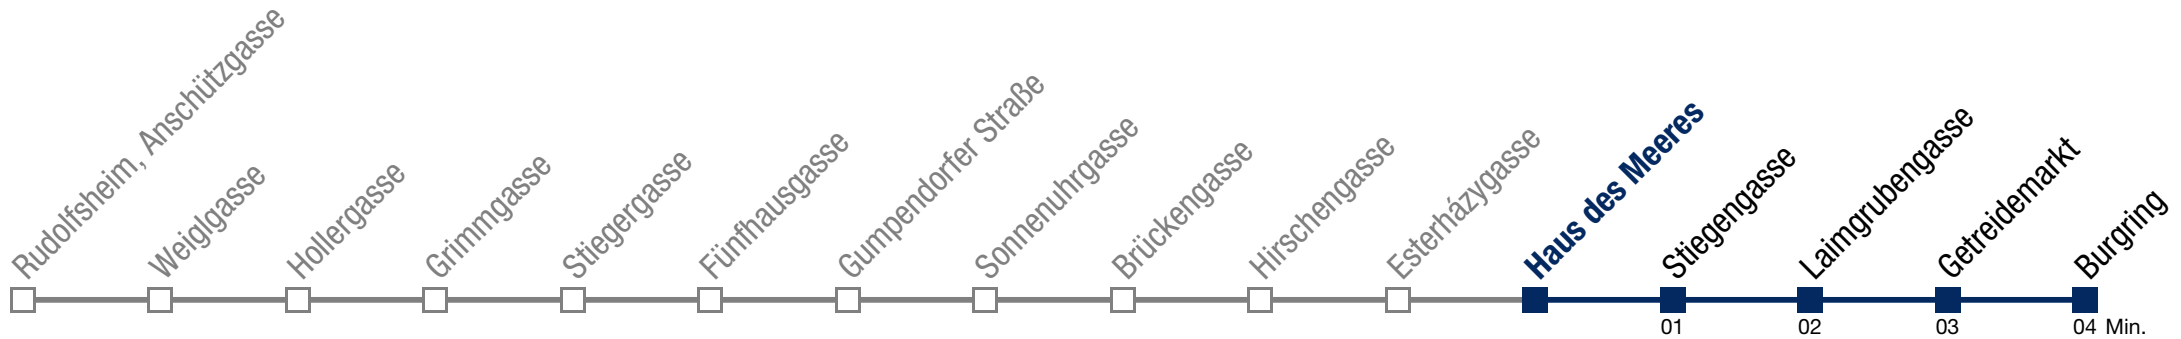 Rudolfsheim, Anschützgasse
Weiglgasse
Hollergasse
Grimmgasse
Stiegergasse
Fünfhausgasse
Gumpendorfer Straße
Sonnenuhrgasse
Brückengasse
Hirschengasse
Esterházygasse
Haus des Meeres
Stiegengasse
Laimgrubengasse
Getreidemarkt
Burgring
01 02 03 04 Min.